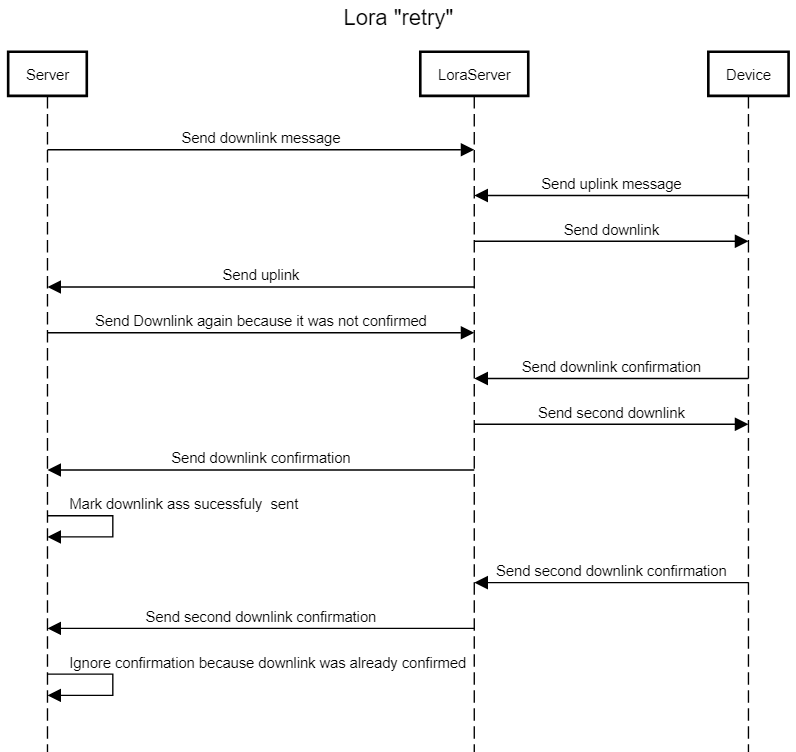 Lora "retry"
Server
LoraServer
Device
Send downlink message
Send uplink message
Send downlink
Send uplink
Send Downlink again because it was not confirmed
Send downlink confirmation
Send second downlink
Send downlink confirmation
Mark downlink ass sucessfuly  sent
Send second downlink confirmation
Send second downlink confirmation
Ignore confirmation because downlink was already confirmed